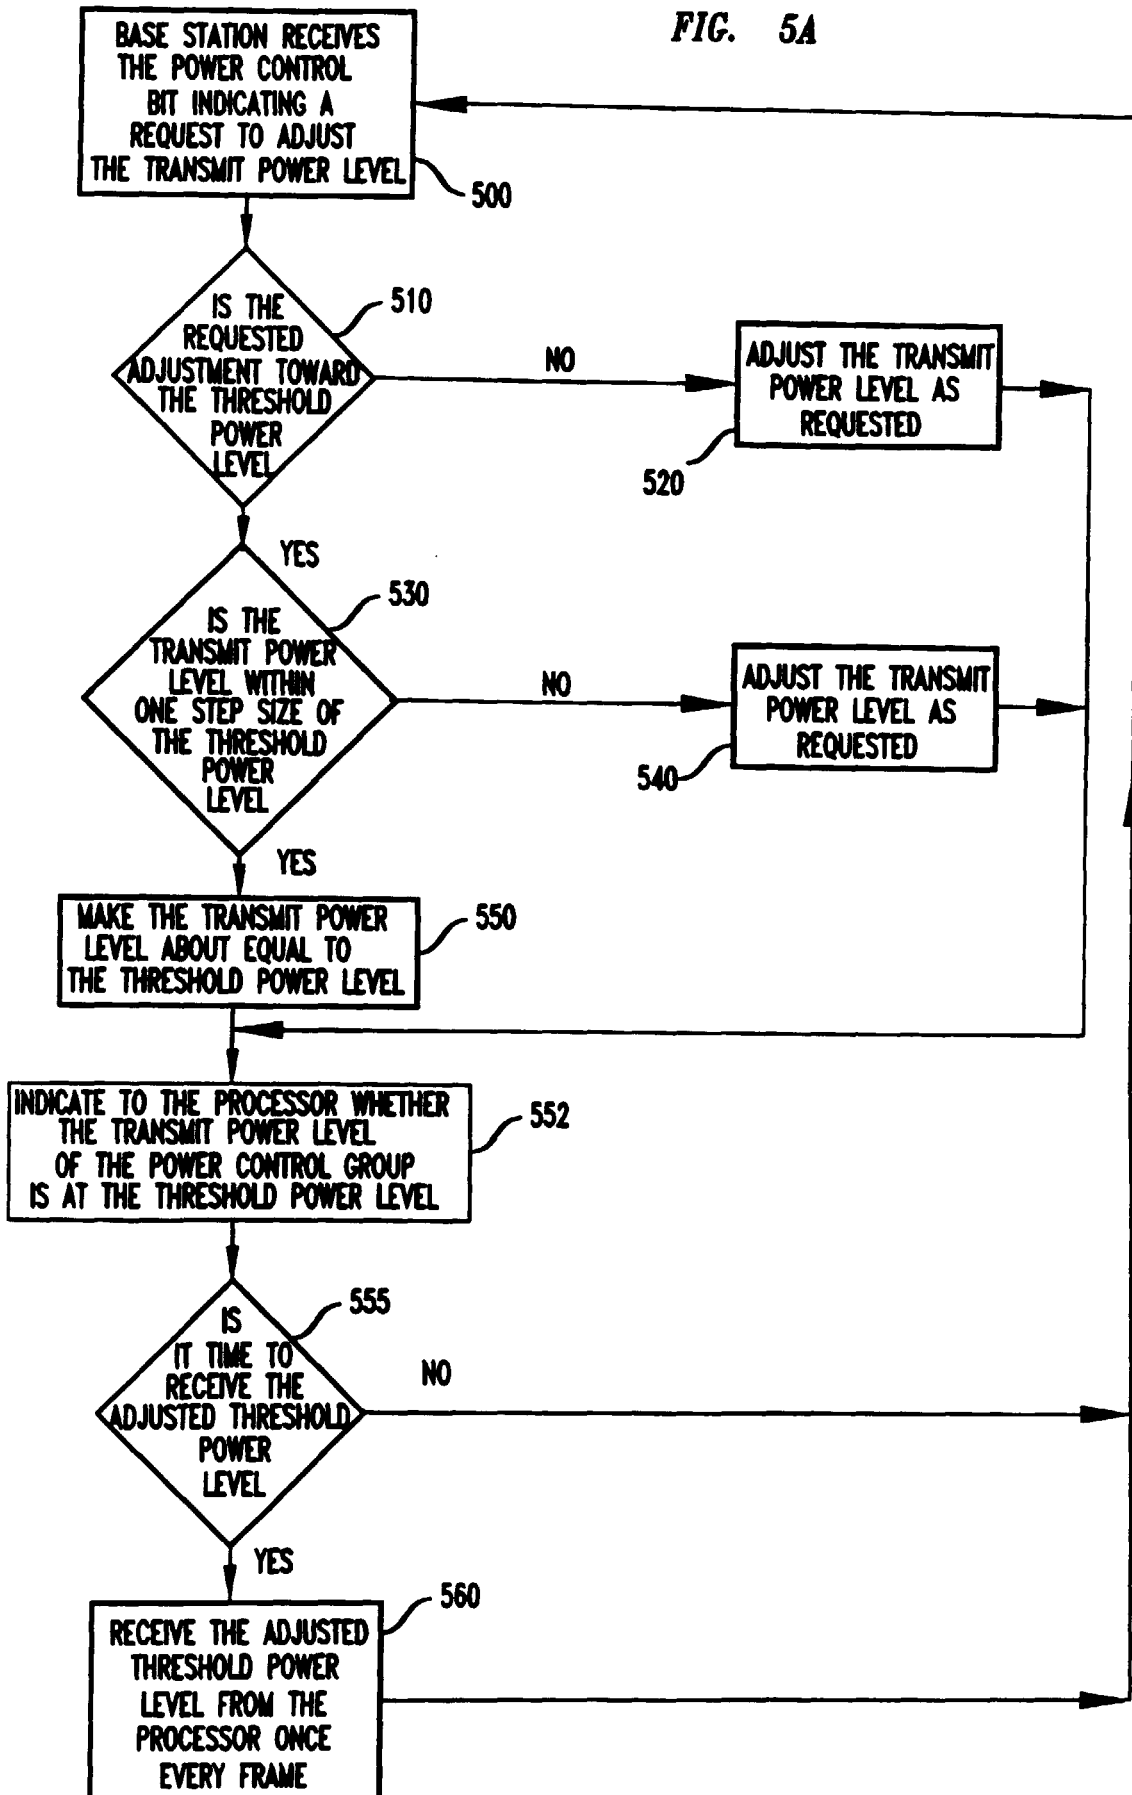 FIG. 5A
BASE STATION RECEIVES
THE POWER CONTROL
BIT INDICATING A
REQUEST TO ADJUST
THE TRANSMIT POWER LEVEL
500
IS THE
REQUESTED
ADJUSTMENT TOWARD
THE THRESHOLD
POWER
LEVEL
510
NO
ADJUST THE TRANSMIT
POWER LEVEL AS
REQUESTED
520
YES
IS THE
TRANSMIT POWER
LEVEL WITHIN
ONE STEP SIZE OF
THE THRESHOLD
POWER
LEVEL
530
NO
ADJUST THE TRANSMIT
POWER LEVEL AS
REQUESTED
540
YES
MAKE THE TRANSMIT POWER
LEVEL ABOUT EQUAL TO
THE THRESHOLD POWER LEVEL
550
INDICATE TO THE PROCESSOR WHETHER
THE TRANSMIT POWER LEVEL
OF THE POWER CONTROL GROUP
IS AT THE THRESHOLD POWER LEVEL
552
IS
IT TIME TO
RECEIVE THE
ADJUSTED THRESHOLD
POWER
LEVEL
555
NO
YES
RECEIVE THE ADJUSTED
THRESHOLD POWER
LEVEL FROM THE
PROCESSOR ONCE
EVERY FRAME
560